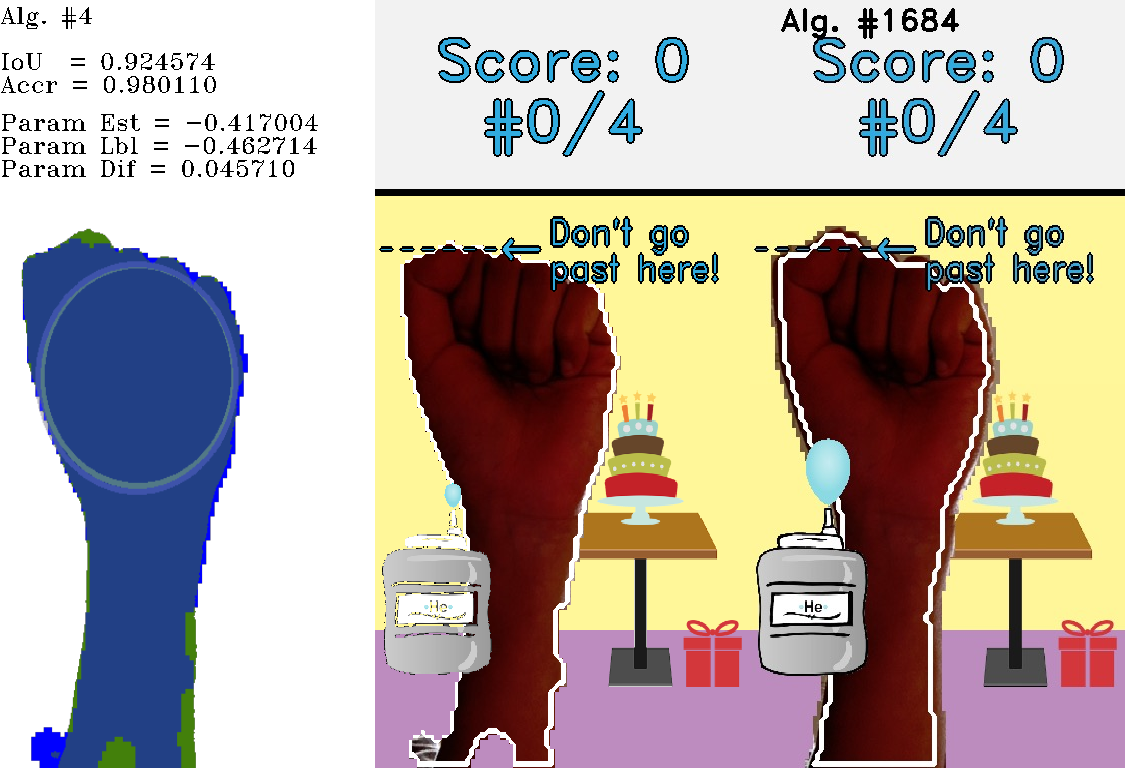 Alg. #4
IoU = 0.924574
Accr = 0.980110
Param Est = -0.417004
Param Lbl = -0.462714
Param Dif = 0.045710
Score: 0
#0/4
Don't go
past here!
He
Alg. #1684
Score: 0
#0/4
Don't go
past here!
He